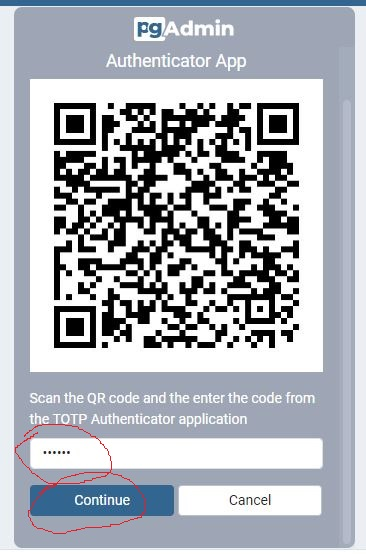 pgAdmin
Authenticator App
Scan the QR code and the enter the code from
the TOTP Authenticator application
••••••
Continue
Cancel